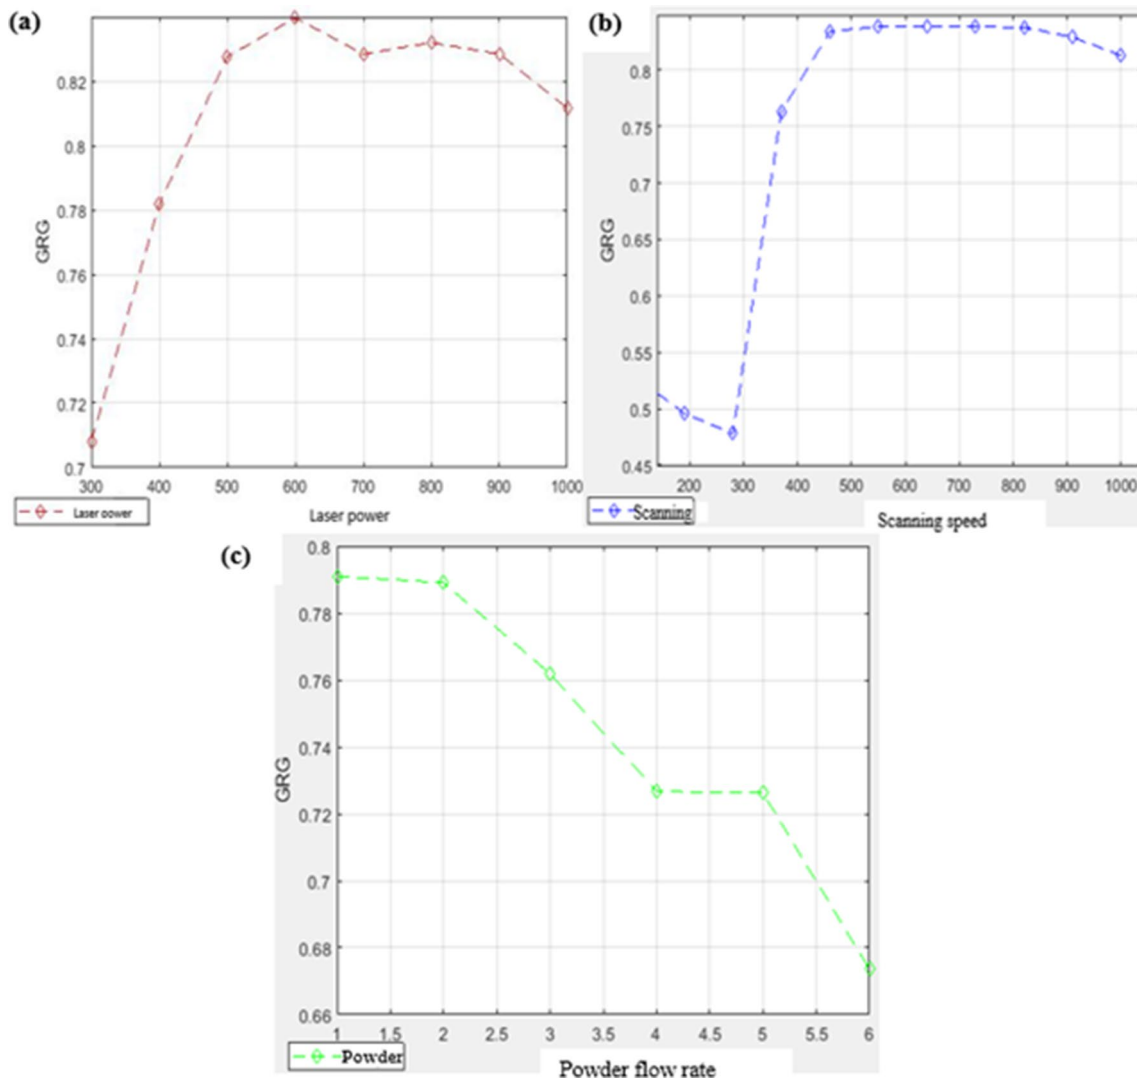 (a)
0.82
0.8
0.78
0.76
0.74
0.72
0.7
GRG
300 400 500 600 700 800 900 1000
Laser oower
Laser power
(b)
0.8
0.75
0.7
0.65
0.6
0.55
0.5
0.45
GRG
200 300 400 500 600 700 800 900 1000
Scanning
Scanning speed
(c)
0.8
0.78
0.76
0.74
0.72
0.7
0.68
0.66
GRG
1 1.5 2 2.5 3 3.5 4 4.5 5 5.5 6
Powder
Powder flow rate